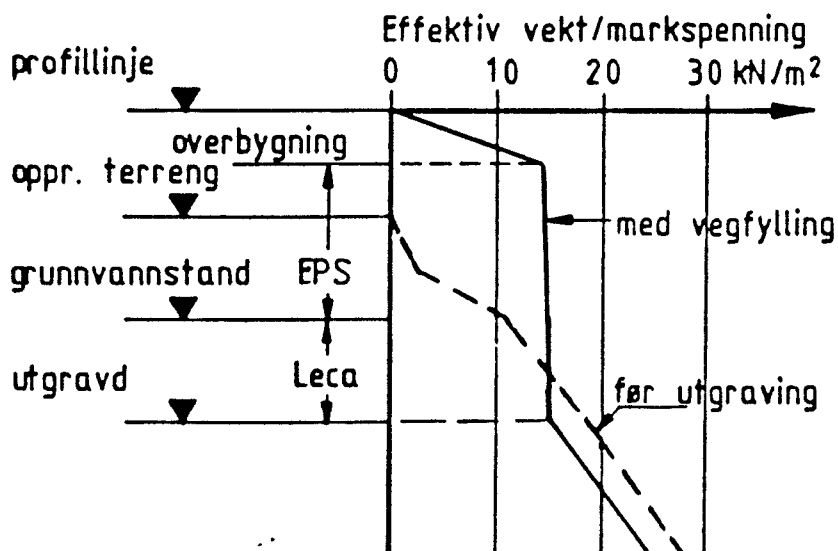 Effektiv vekt/markspenning
profillinje
0 10 20 30 kN/m²
overbygning
oppr. terreng
med vegfylling
grunnvannstand
EPS
utgravd
Leca
før utgraving